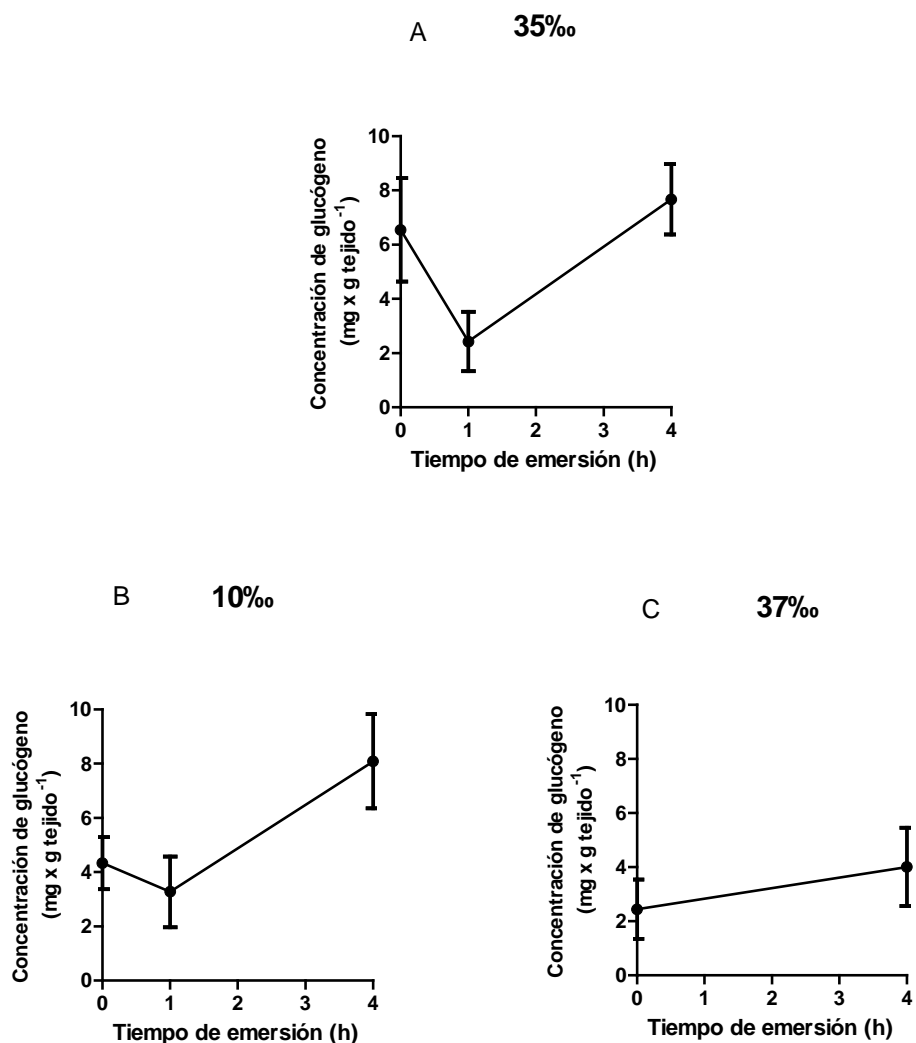 A 35‰
Concentración de glucógeno
(mg x g tejido⁻¹)
10
8
6
4
2
0
0 1 2 3 4
Tiempo de emersión (h)
B 10‰
Concentración de glucógeno
(mg x g tejido⁻¹)
10
8
6
4
2
0
0 1 2 3 4
Tiempo de emersión (h)
C 37‰
Concentración de glucógeno
(mg x g tejido⁻¹)
10
8
6
4
2
0
0 1 2 3 4
Tiempo de emersión (h)